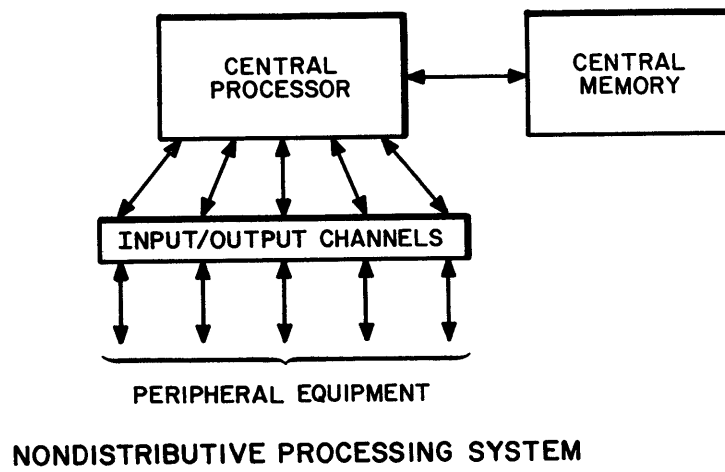 CENTRAL
PROCESSOR
CENTRAL
MEMORY
INPUT/OUTPUT CHANNELS
PERIPHERAL EQUIPMENT
NONDISTRIBUTIVE PROCESSING SYSTEM